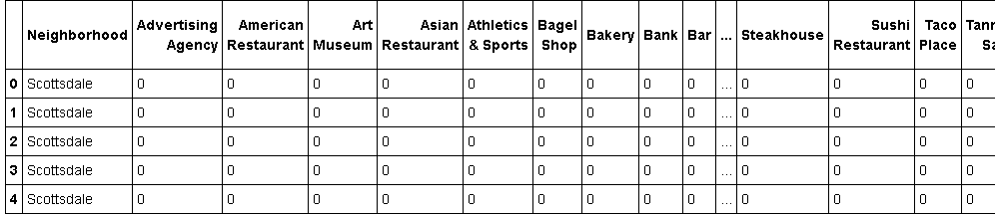 Neighborhood Advertising Agency American Restaurant Art Museum Asian Restaurant Athletics & Sports Bagel Shop Bakery Bank Bar ... Steakhouse Sushi Restaurant Taco Place
0 Scottsdale 0 0 0 0 0 0 0 0 0 ... 0 0 0 0
1 Scottsdale 0 0 0 0 0 0 0 0 0 ... 0 0 0 0
2 Scottsdale 0 0 0 0 0 0 0 0 0 ... 0 0 0 0
3 Scottsdale 0 0 0 0 0 0 0 0 0 ... 0 0 0 0
4 Scottsdale 0 0 0 0 0 0 0 0 0 ... 0 0 0 0